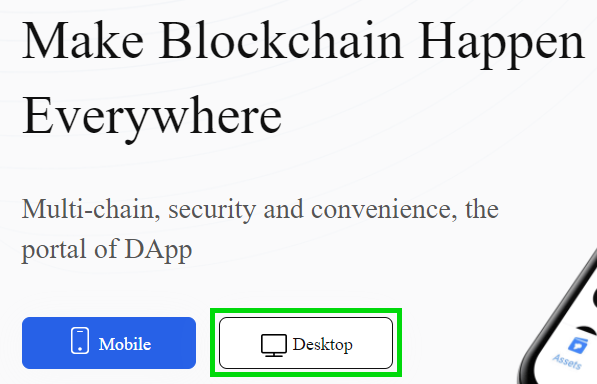 Make Blockchain Happen
Everywhere
Multi-chain, security and convenience, the
portal of DApp
Mobile
Desktop
Assets